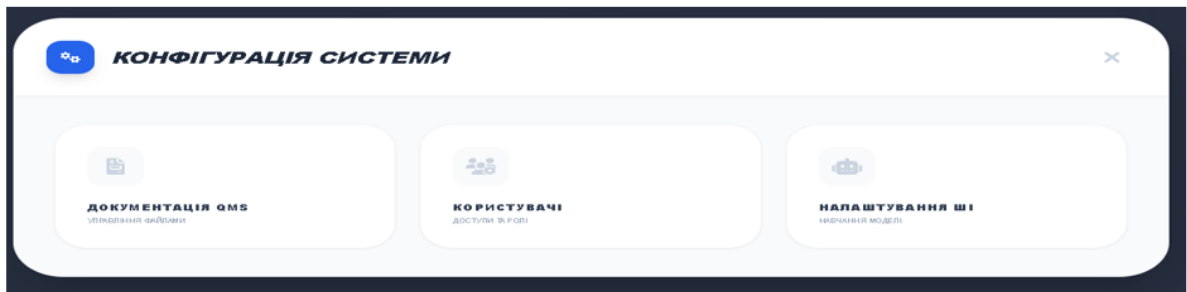 КОНФІГУРАЦІЯ СИСТЕМИ
ДОКУМЕНТАЦІЯ QMS
УПРАВЛІННЯ ФАЙЛАМИ
КОРИСТУВАЧІ
ДОСТУПИ ТА РОЛІ
НАЛАШТУВАННЯ ШІ
НАВЧАННЯ МОДЕЛІ